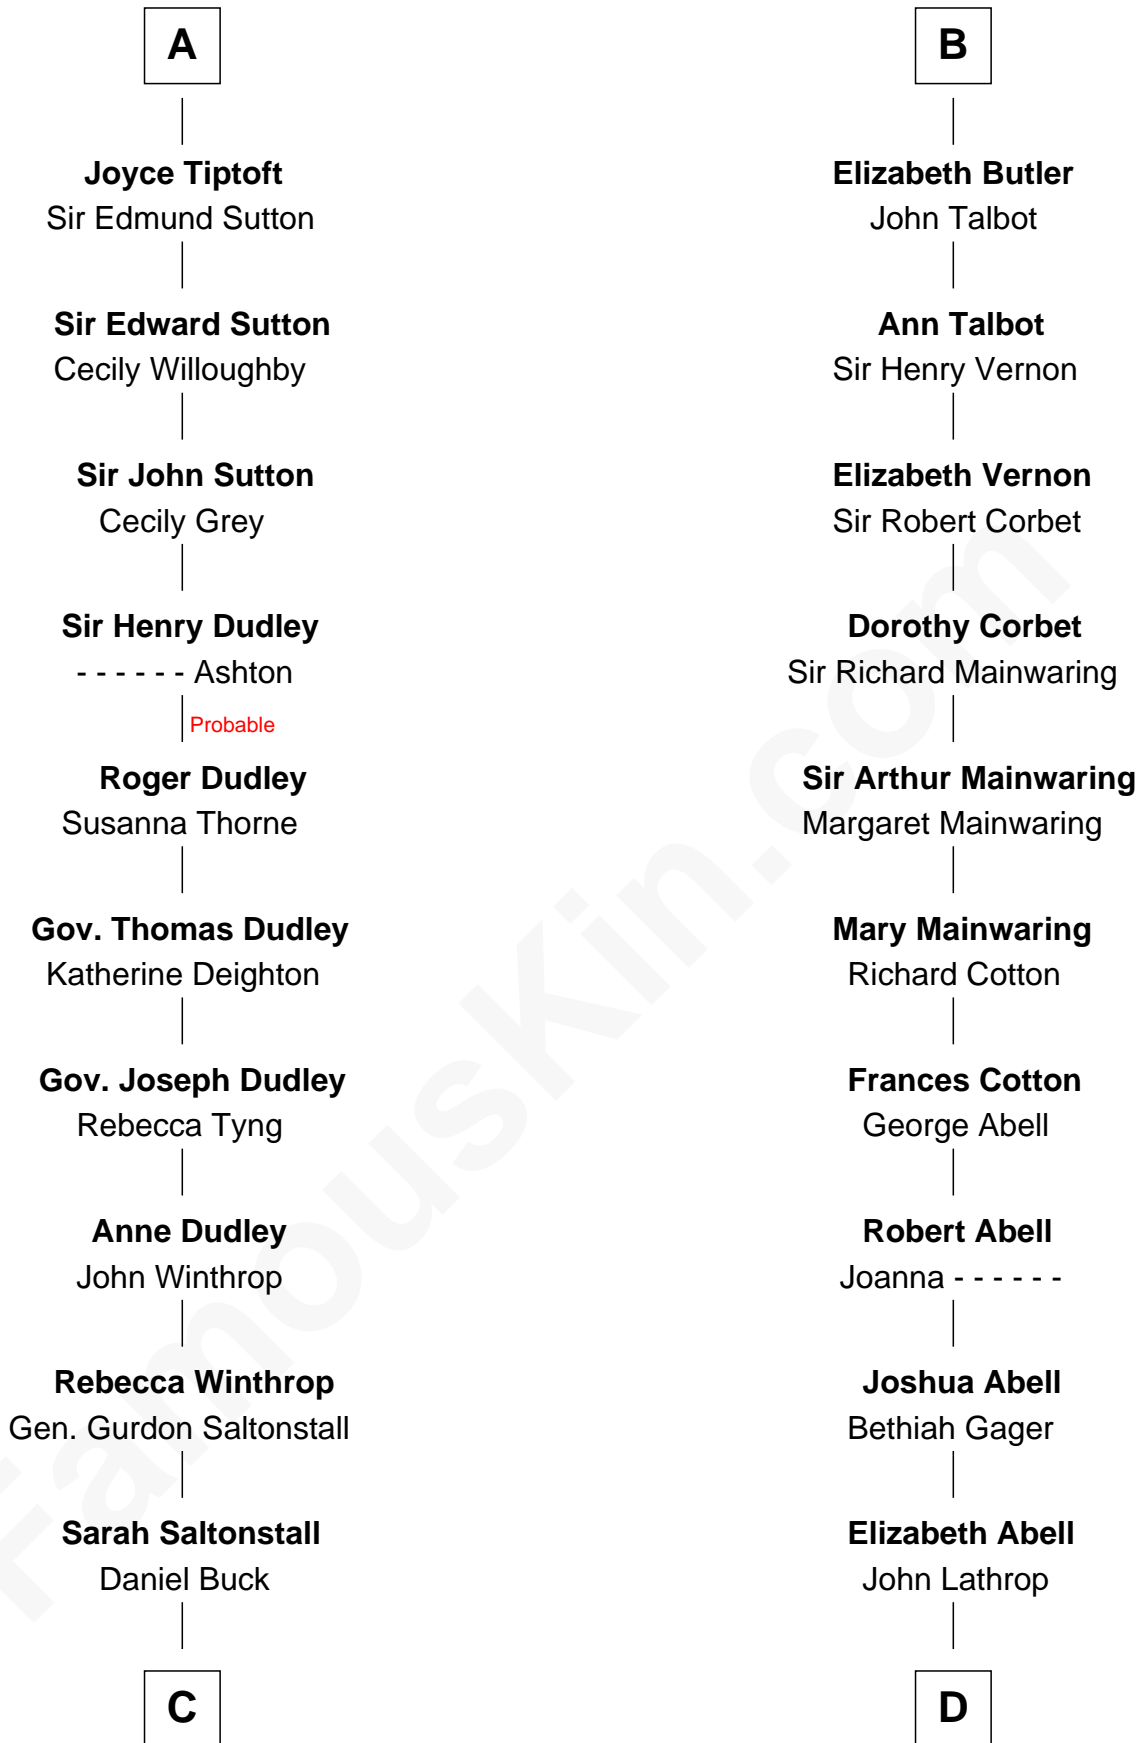 A
Joyce Tiptoft
Sir Edmund Sutton
Sir Edward Sutton
Cecily Willoughby
Sir John Sutton
Cecily Grey
Sir Henry Dudley
- - - - - - Ashton
Probable
Roger Dudley
Susanna Thorne
Gov. Thomas Dudley
Katherine Deighton
Gov. Joseph Dudley
Rebecca Tyng
Anne Dudley
John Winthrop
Rebecca Winthrop
Gen. Gurdon Saltonstall
Sarah Saltonstall
Daniel Buck
C
B
Elizabeth Butler
John Talbot
Ann Talbot
Sir Henry Vernon
Elizabeth Vernon
Sir Robert Corbet
Dorothy Corbet
Sir Richard Mainwaring
Sir Arthur Mainwaring
Margaret Mainwaring
Mary Mainwaring
Richard Cotton
Frances Cotton
George Abell
Robert Abell
Joanna - - - - - -
Joshua Abell
Bethiah Gager
Elizabeth Abell
John Lathrop
D
FamousKin.com